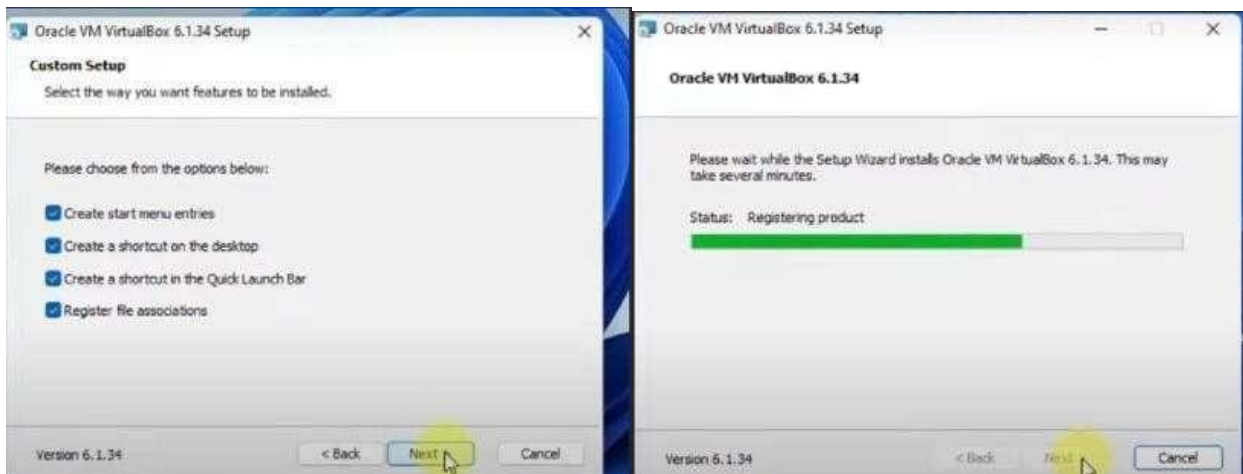 Oracle VM VirtualBox 6.1.34 Setup
Custom Setup
Select the way you want features to be installed.
Please choose from the options below:
Create start menu entries
Create a shortcut on the desktop
Create a shortcut in the Quick Launch Bar
Register file associations
Version 6.1.34
< Back
Next
Cancel
Oracle VM VirtualBox 6.1.34 Setup
Oracle VM VirtualBox 6.1.34
Please wait while the Setup Wizard installs Oracle VM VirtualBox 6.1.34. This may
take several minutes.
Status: Registering product
Version 6.1.34
< Back
Next
Cancel